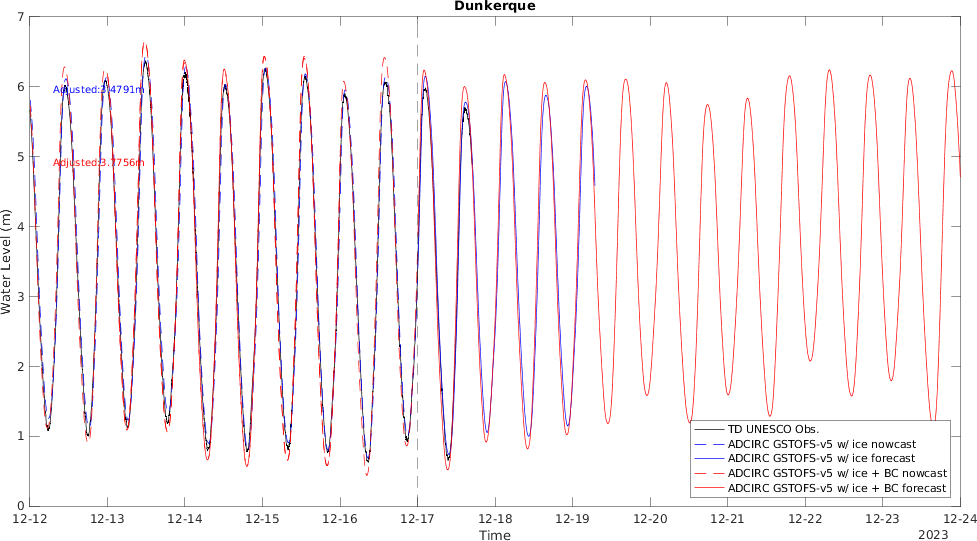 Dunkerque
Water Level (m)
7
6
5
4
3
2
1
0
Adjusted:3.4791m
Adjusted:3.7756m
TD UNESCO Obs.
ADCIRC GSTOFS-v5 w/ ice nowcast
ADCIRC GSTOFS-v5 w/ ice forecast
ADCIRC GSTOFS-v5 w/ ice + BC nowcast
ADCIRC GSTOFS-v5 w/ ice + BC forecast
12-12 12-13 12-14 12-15 12-16 12-17 12-18 12-19 12-20 12-21 12-22 12-23 12-24
Time
2023